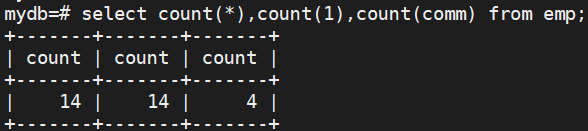 mydb=# select count(*),count(1),count(comm) from emp;
+-------+-------+-------+
| count | count | count |
+-------+-------+-------+
|    14 |    14 |     4 |
+-------+-------+-------+